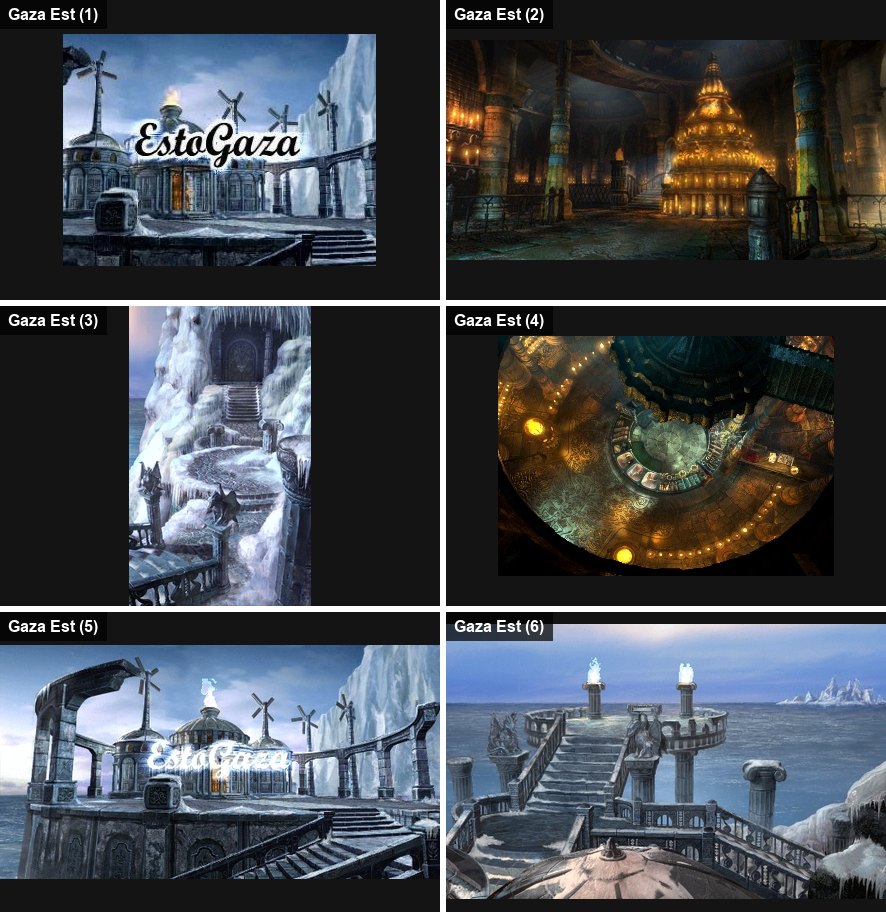 Gaza Est (1)
EstoGaza
Gaza Est (2)
Gaza Est (3)
Gaza Est (4)
Gaza Est (5)
EstoGaza
Gaza Est (6)